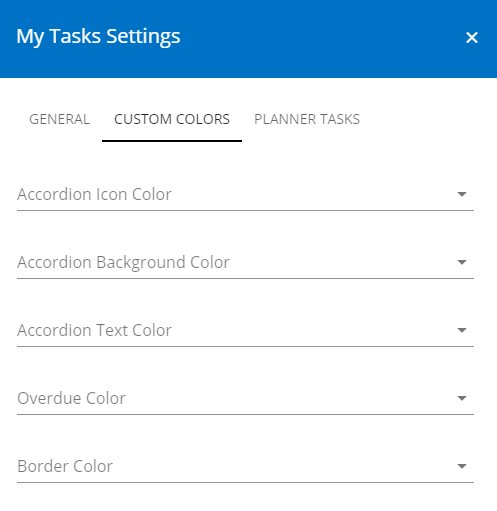 My Tasks Settings
GENERAL CUSTOM COLORS PLANNER TASKS
Accordion Icon Color
Accordion Background Color
Accordion Text Color
Overdue Color
Border Color